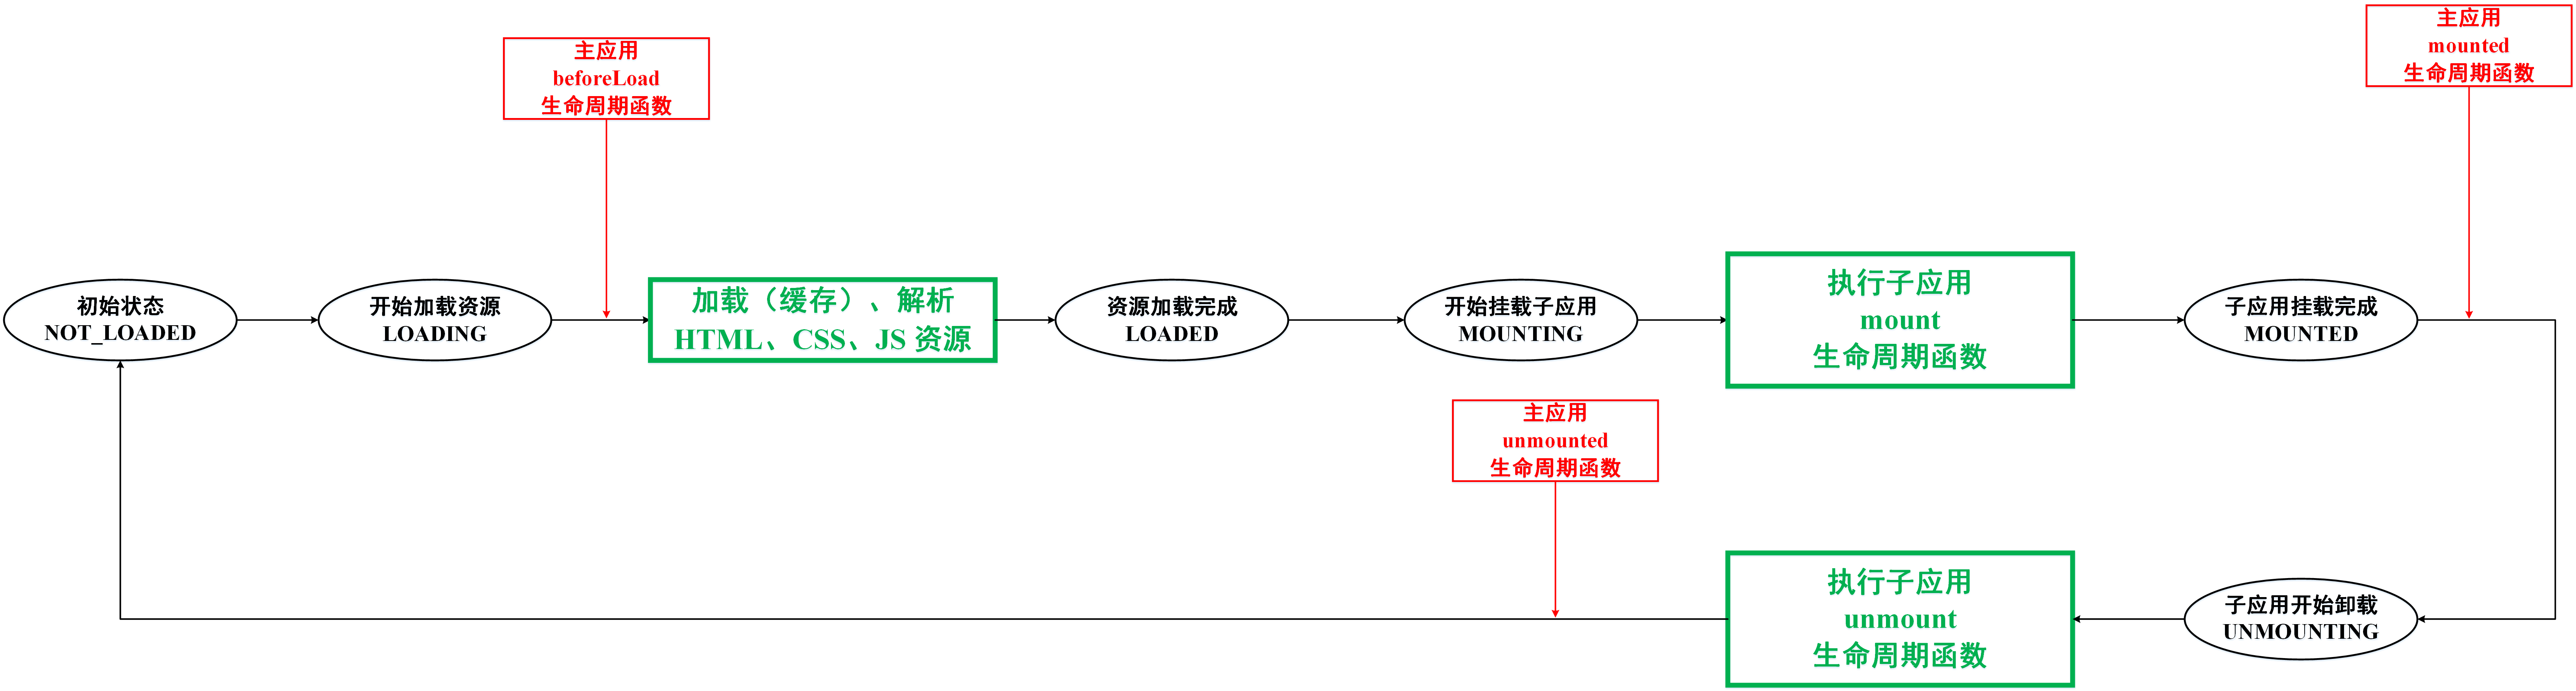 主应用
beforeLoad
生命周期函数
主应用
mounted
生命周期函数
初始状态
NOT_LOADED
开始加载资源
LOADING
加载（缓存）、解析
HTML、CSS、JS 资源
资源加载完成
LOADED
开始挂载子应用
MOUNTING
执行子应用
mount
生命周期函数
子应用挂载完成
MOUNTED
主应用
unmounted
生命周期函数
执行子应用
unmount
生命周期函数
子应用开始卸载
UNMOUNTING